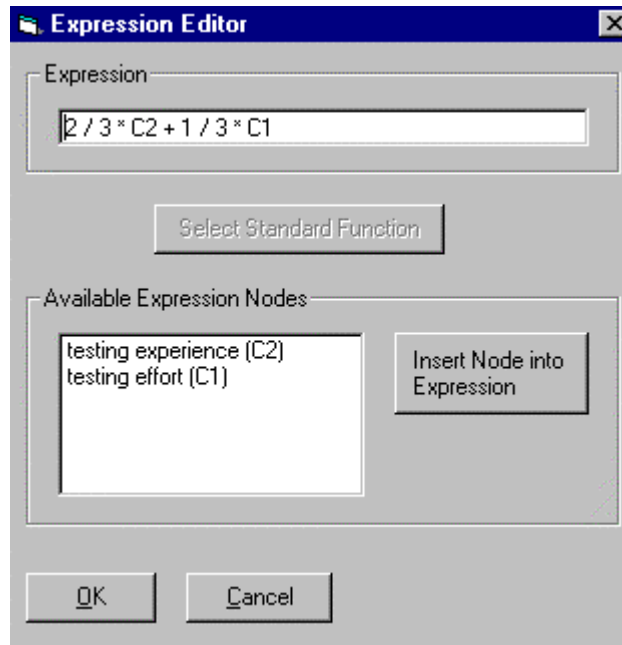 Expression Editor
Expression
2 / 3 * C2 + 1 / 3 * C1
Select Standard Function
Available Expression Nodes
testing experience (C2)
testing effort (C1)
Insert Node into
Expression
OK
Cancel